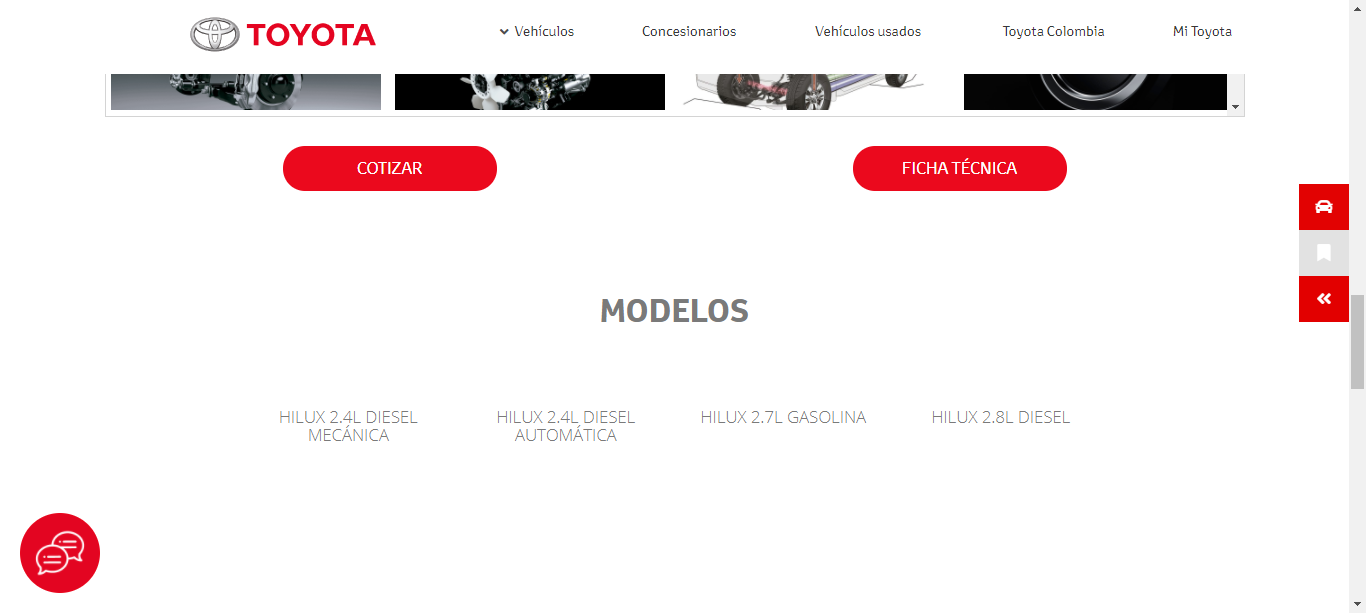 TOYOTA
Vehículos
Concesionarios
Vehículos usados
Toyota Colombia
Mi Toyota
COTIZAR
FICHA TÉCNICA
MODELOS
HILUX 2.4L DIESEL
MECÁNICA
HILUX 2.4L DIESEL
AUTOMÁTICA
HILUX 2.7L GASOLINA
HILUX 2.8L DIESEL